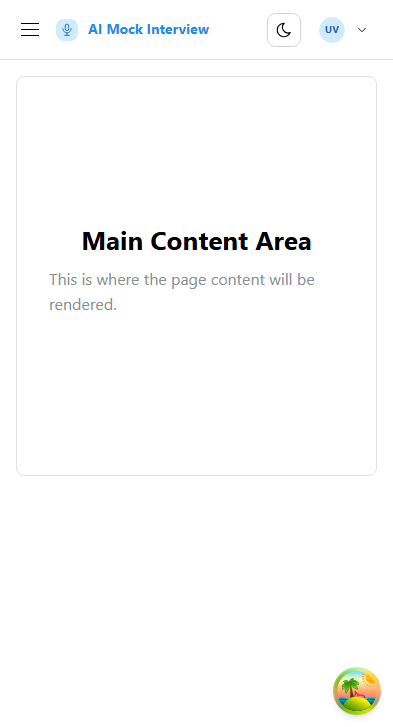 AI Mock Interview
UV
Main Content Area
This is where the page content will be
rendered.